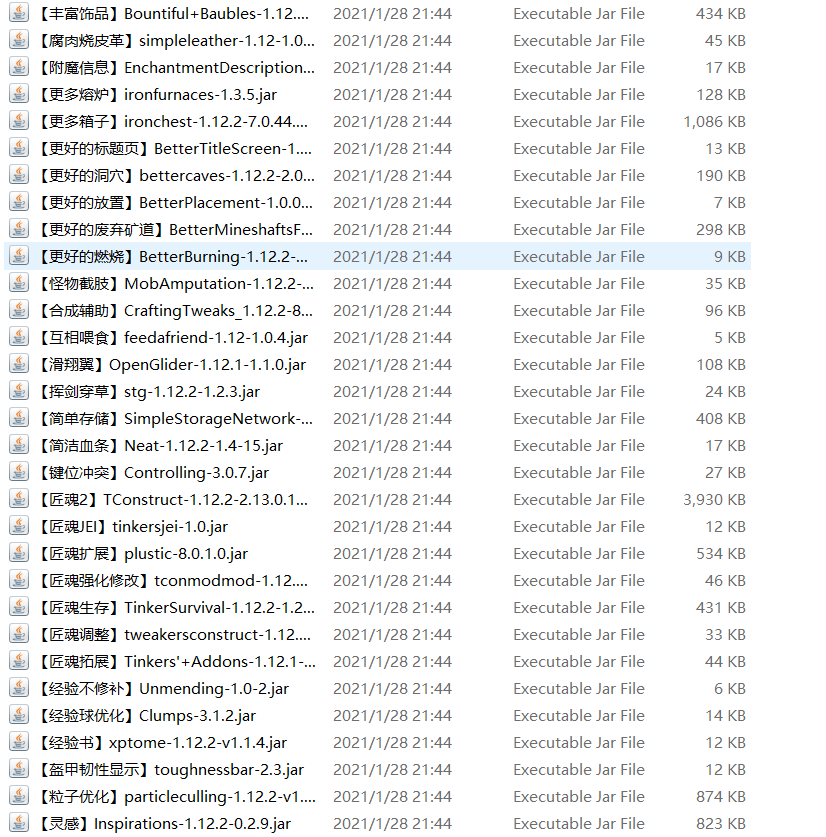 【丰富饰品】Bountiful+Baubles-1.12.... 2021/1/28 21:44 Executable Jar File 434 KB
【腐肉烧皮革】simpleleather-1.12-1.0... 2021/1/28 21:44 Executable Jar File 45 KB
【附魔信息】EnchantmentDescription... 2021/1/28 21:44 Executable Jar File 17 KB
【更多熔炉】ironfurnaces-1.3.5.jar 2021/1/28 21:44 Executable Jar File 128 KB
【更多箱子】ironchest-1.12.2-7.0.44.... 2021/1/28 21:44 Executable Jar File 1,086 KB
【更好的标题页】BetterTitleScreen-1.... 2021/1/28 21:44 Executable Jar File 13 KB
【更好的洞穴】bettercaves-1.12.2-2.0... 2021/1/28 21:44 Executable Jar File 190 KB
【更好的放置】BetterPlacement-1.0.0... 2021/1/28 21:44 Executable Jar File 7 KB
【更好的废弃矿道】BetterMineshaftsF... 2021/1/28 21:44 Executable Jar File 298 KB
【更好的燃烧】BetterBurning-1.12.2-... 2021/1/28 21:44 Executable Jar File 9 KB
【怪物截肢】MobAmputation-1.12.2-... 2021/1/28 21:44 Executable Jar File 35 KB
【合成辅助】CraftingTweaks_1.12.2-8... 2021/1/28 21:44 Executable Jar File 96 KB
【互相喂食】feedafriend-1.12-1.0.4.jar 2021/1/28 21:44 Executable Jar File 5 KB
【滑翔翼】OpenGlider-1.12.1-1.1.0.jar 2021/1/28 21:44 Executable Jar File 108 KB
【挥剑穿草】stg-1.12.2-1.2.3.jar 2021/1/28 21:44 Executable Jar File 24 KB
【简单存储】SimpleStorageNetwork-... 2021/1/28 21:44 Executable Jar File 408 KB
【简洁血条】Neat-1.12.2-1.4-15.jar 2021/1/28 21:44 Executable Jar File 17 KB
【键位冲突】Controlling-3.0.7.jar 2021/1/28 21:44 Executable Jar File 27 KB
【匠魂2】TConstruct-1.12.2-2.13.0.1... 2021/1/28 21:44 Executable Jar File 3,930 KB
【匠魂JEI】tinkersjei-1.0.jar 2021/1/28 21:44 Executable Jar File 12 KB
【匠魂扩展】plustic-8.0.1.0.jar 2021/1/28 21:44 Executable Jar File 534 KB
【匠魂强化修改】tconmodmod-1.12.... 2021/1/28 21:44 Executable Jar File 46 KB
【匠魂生存】TinkerSurvival-1.12.2-1.2... 2021/1/28 21:44 Executable Jar File 431 KB
【匠魂调整】tweakersconstruct-1.12.... 2021/1/28 21:44 Executable Jar File 33 KB
【匠魂拓展】Tinkers'+Addons-1.12.1-... 2021/1/28 21:44 Executable Jar File 44 KB
【经验不修补】Unmending-1.0-2.jar 2021/1/28 21:44 Executable Jar File 6 KB
【经验球优化】Clumps-3.1.2.jar 2021/1/28 21:44 Executable Jar File 14 KB
【经验书】xptome-1.12.2-v1.1.4.jar 2021/1/28 21:44 Executable Jar File 12 KB
【盔甲韧性显示】toughnessbar-2.3.jar 2021/1/28 21:44 Executable Jar File 12 KB
【粒子优化】particleculling-1.12.2-v1.... 2021/1/28 21:44 Executable Jar File 874 KB
【灵感】Inspirations-1.12.2-0.2.9.jar 2021/1/28 21:44 Executable Jar File 823 KB